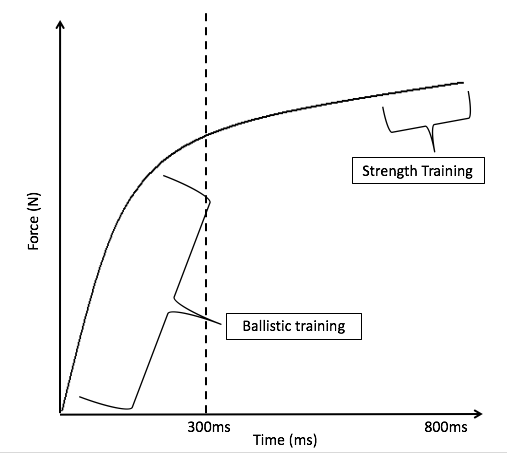 Force (N)
Strength Training
Ballistic training
300ms
800ms
Time (ms)